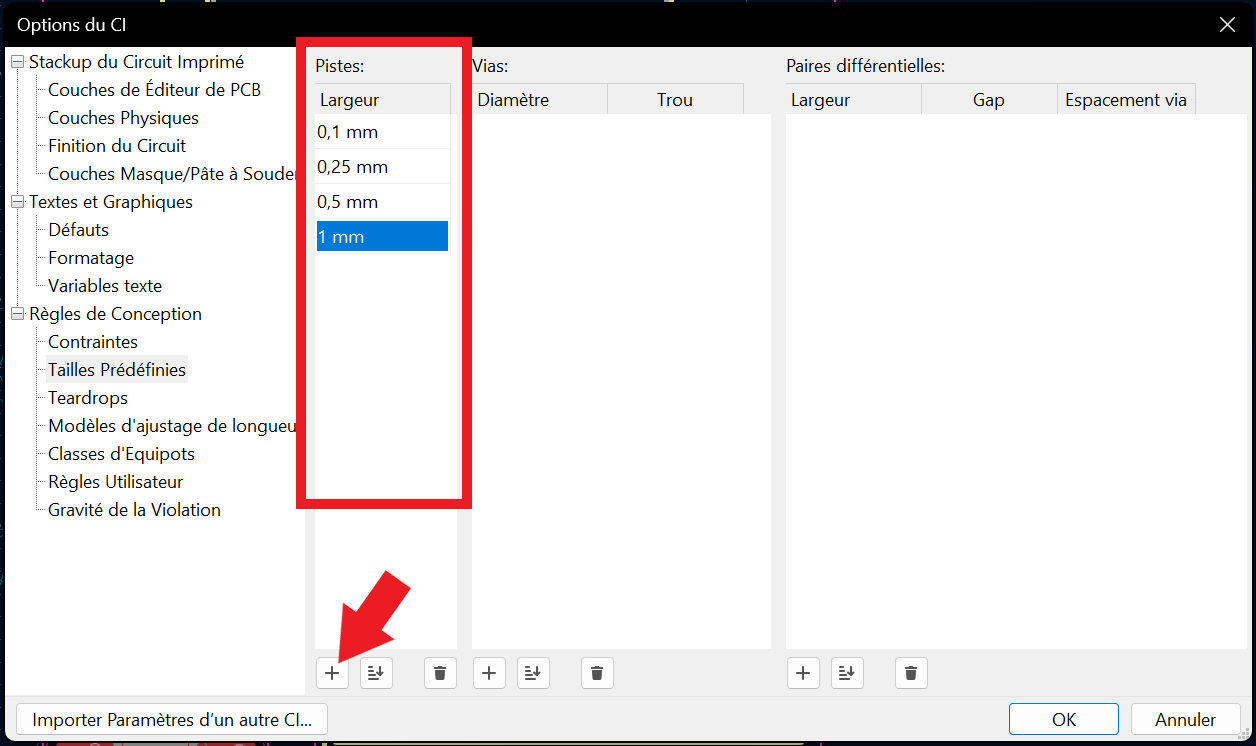 Options du CI
Stackup du Circuit Imprimé
Couches de Éditeur de PCB
Couches Physiques
Finition du Circuit
Couches Masque/Pâte à Souder
Textes et Graphiques
Défauts
Formatage
Variables texte
Règles de Conception
Contraintes
Tailles Prédéfinies
Teardrops
Modèles d'ajustage de longueu
Classes d'Equipots
Règles Utilisateur
Gravité de la Violation
Pistes:
Largeur
0,1 mm
0,25 mm
0,5 mm
1 mm
Vias:
Diamètre Trou
Paires différentielles:
Largeur Gap Espacement via
Importer Paramètres d'un autre CI...
OK
Annuler